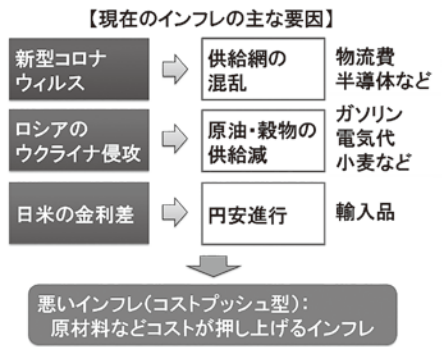 【現在のインフレの主な要因】
新型コロナ
ウィルス
供給網の
混乱
物流費
半導体など
ロシアの
ウクライナ侵攻
原油・穀物の
供給減
ガソリン
電気代
小麦など
日米の金利差
円安進行
輸入品
悪いインフレ(コストプッシュ型):
原材料などコストが押し上げるインフレ